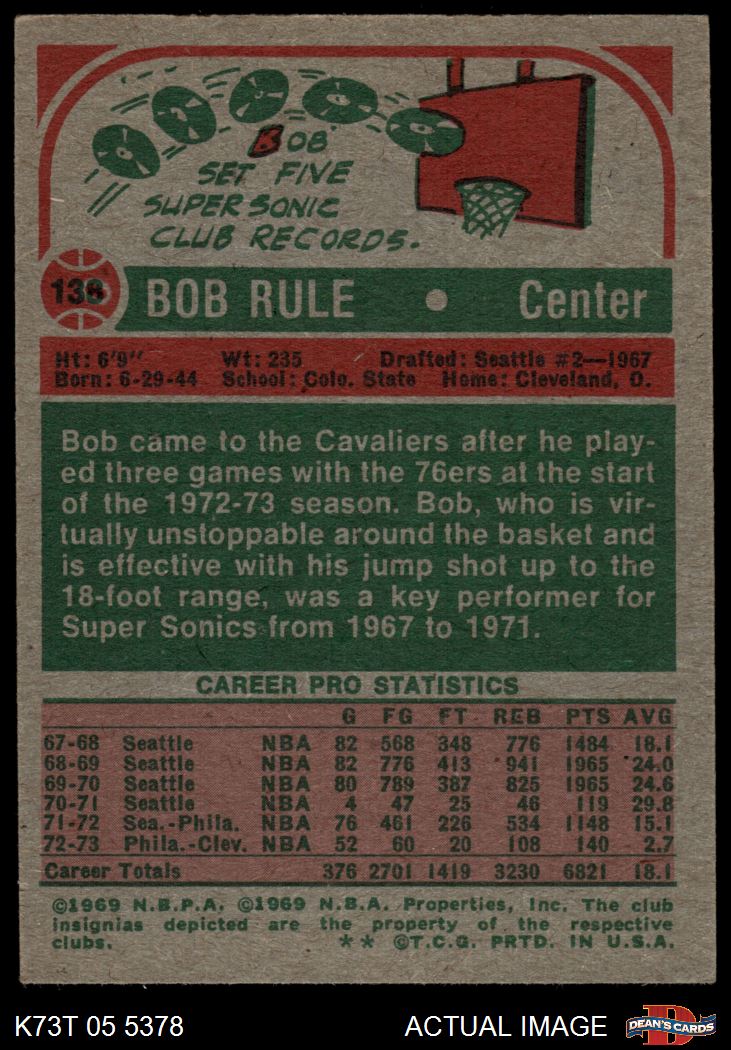 BOB
SET FIVE
SUPERSONIC
CLUB RECORDS.
138 BOB RULE • Center
Ht: 6'9" Wt: 235 Drafted: Seattle #2—1967
Born: 6-29-44 School: Colo. State Home: Cleveland, O.
Bob came to the Cavaliers after he play-
ed three games with the 76ers at the start
of the 1972-73 season. Bob, who is vir-
tually unstoppable around the basket and
is effective with his jump shot up to the
18-foot range, was a key performer for
Super Sonics from 1967 to 1971.
CAREER PRO STATISTICS
G FG FT REB PTS AVG
67-68 Seattle NBA 82 568 348 776 1484 18.1
68-69 Seattle NBA 82 776 413 941 1965 24.0
69-70 Seattle NBA 80 789 387 825 1965 24.6
70-71 Seattle NBA 4 47 25 46 119 29.8
71-72 Sea.-Phila. NBA 76 461 226 534 1148 15.1
72-73 Phila.-Clev. NBA 52 60 20 108 140 2.7
Career Totals 376 2701 1419 3230 6821 18.1
©1969 N.B.P.A. ©1969 N.B.A. Properties, Inc. The club
insignias depicted are the property of the respective
clubs. ** ©T.C.G. PRTD. IN U.S.A.
K73T 05 5378 ACTUAL IMAGE D DEAN'S CARDS